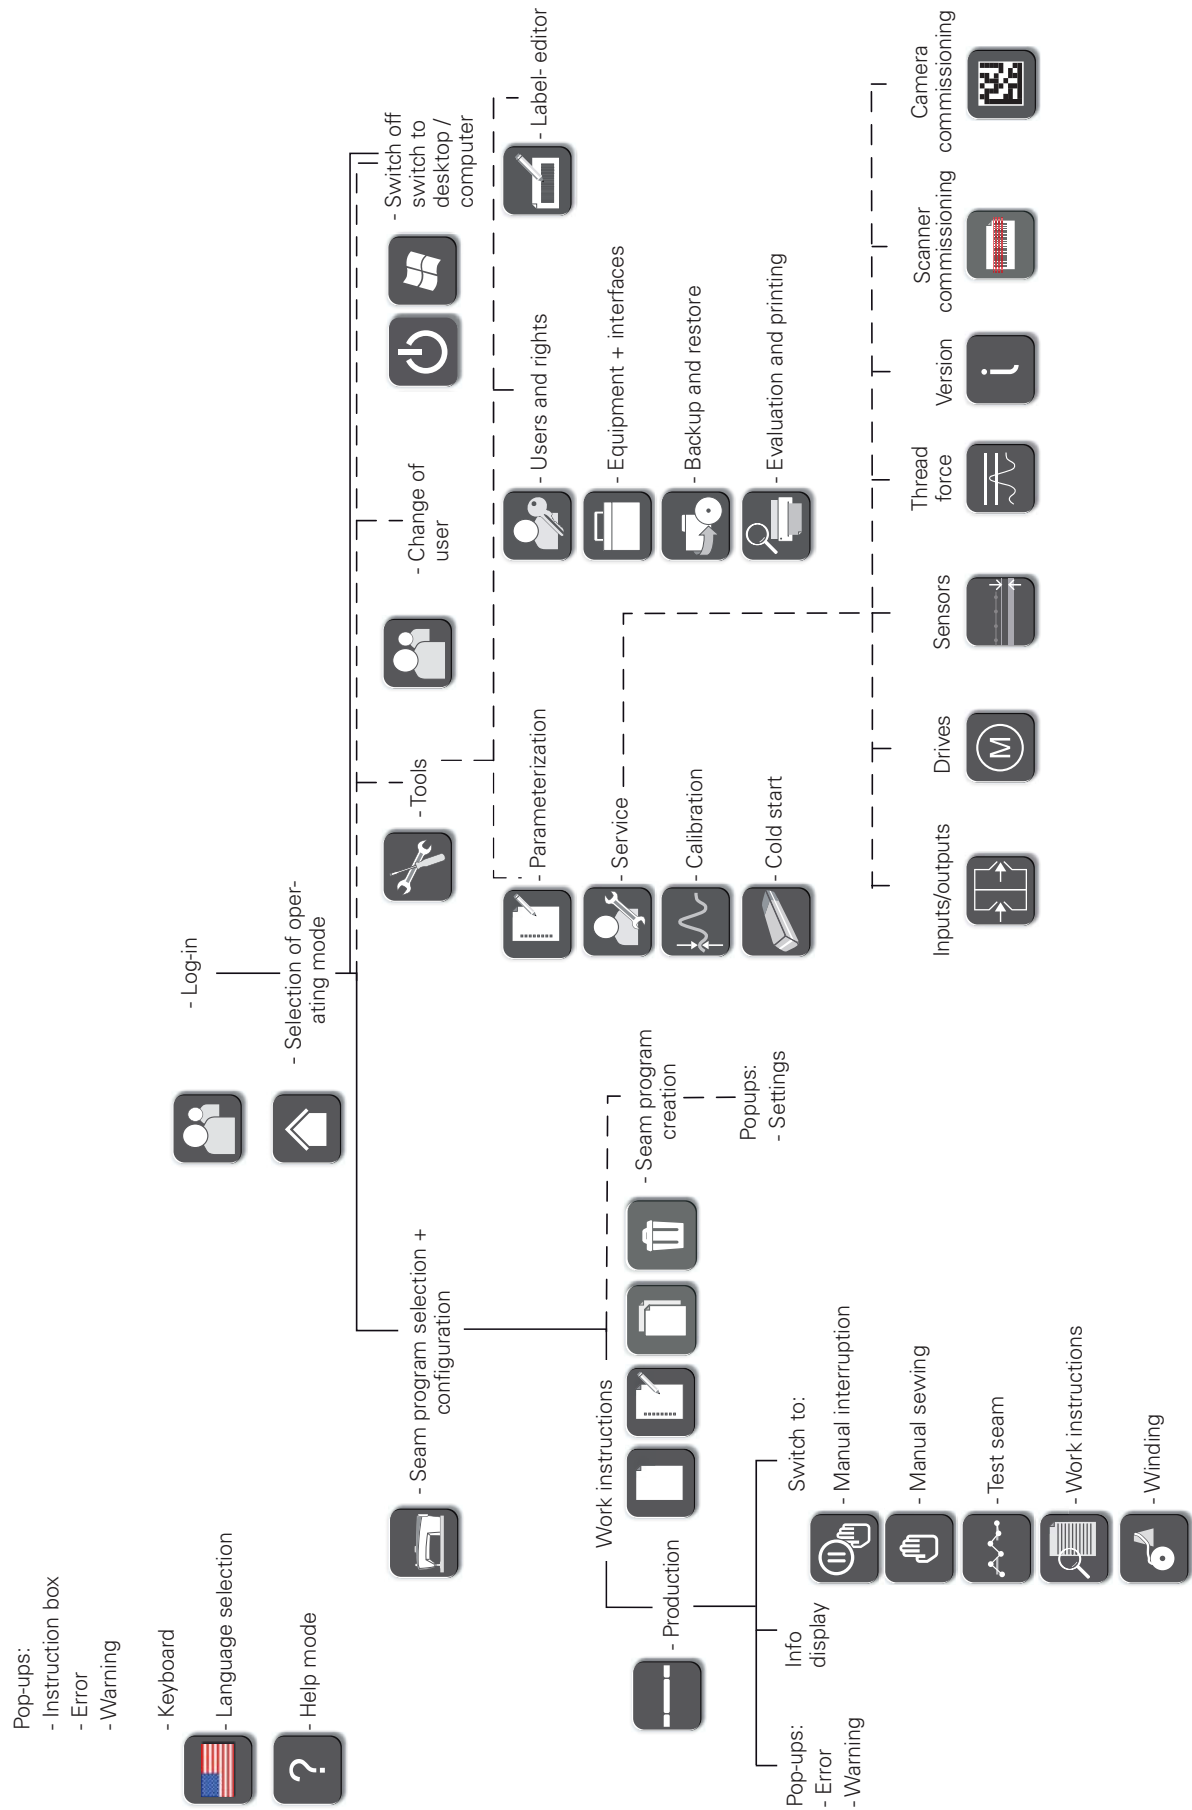 Pop-ups:
- Instruction box
- Error
- Warning
- Keyboard
- Language selection
?
- Help mode
- Log-in
- Selection of oper-
ating mode
- Seam program selection +
configuration
- Tools
- Change of
user
- Switch off
switch to
desktop /
computer
- Parameterization
- Service
- Calibration
- Cold start
- Users and rights
- Equipment + interfaces
- Backup and restore
- Evaluation and printing
- Label- editor
Work instructions
- Seam program
creation
Popups:
- Settings
- Production
Pop-ups:
- Error
- Warning
Info
display
Switch to:
- Manual interruption
- Manual sewing
- Test seam
- Work instructions
- Winding
Inputs/outputs
Drives
M
Sensors
Thread
force
Version
i
Scanner
commissioning
Camera
commissioning